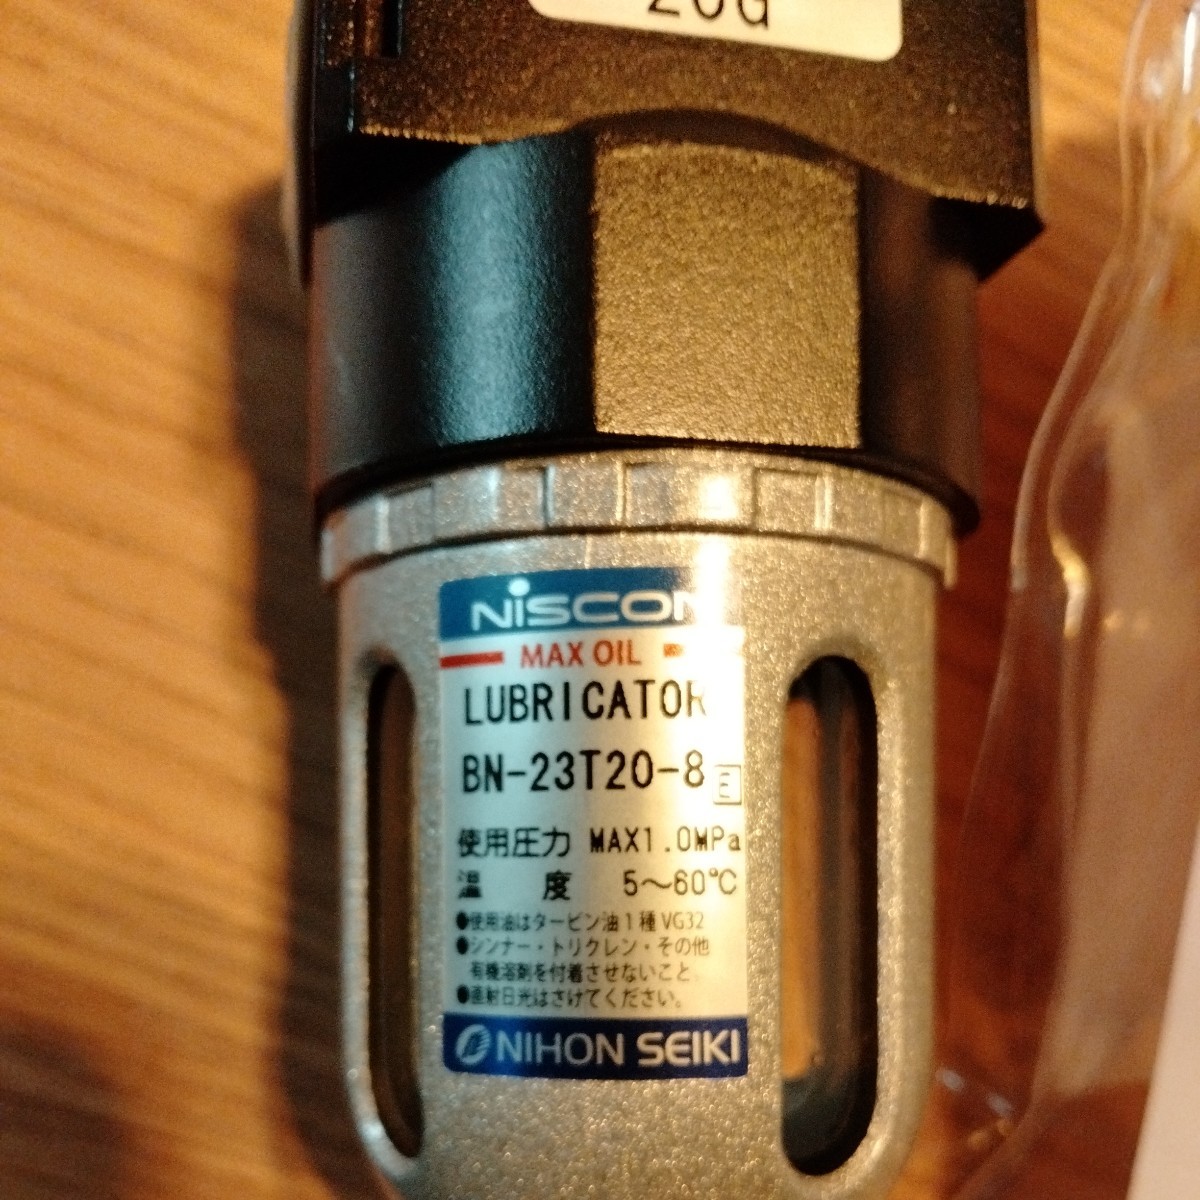 20G
NiSCON
MAX OIL
LUBRICATOR
BN-23T20-8 E
使用圧力 MAX1.0MPa
温 度 5~60℃
●使用油はタービン油1種VG32
●シンナー・トリクレン・その他
有機溶剤を付着させないこと.
●直射日光はさけてください。
NIHON SEIKI